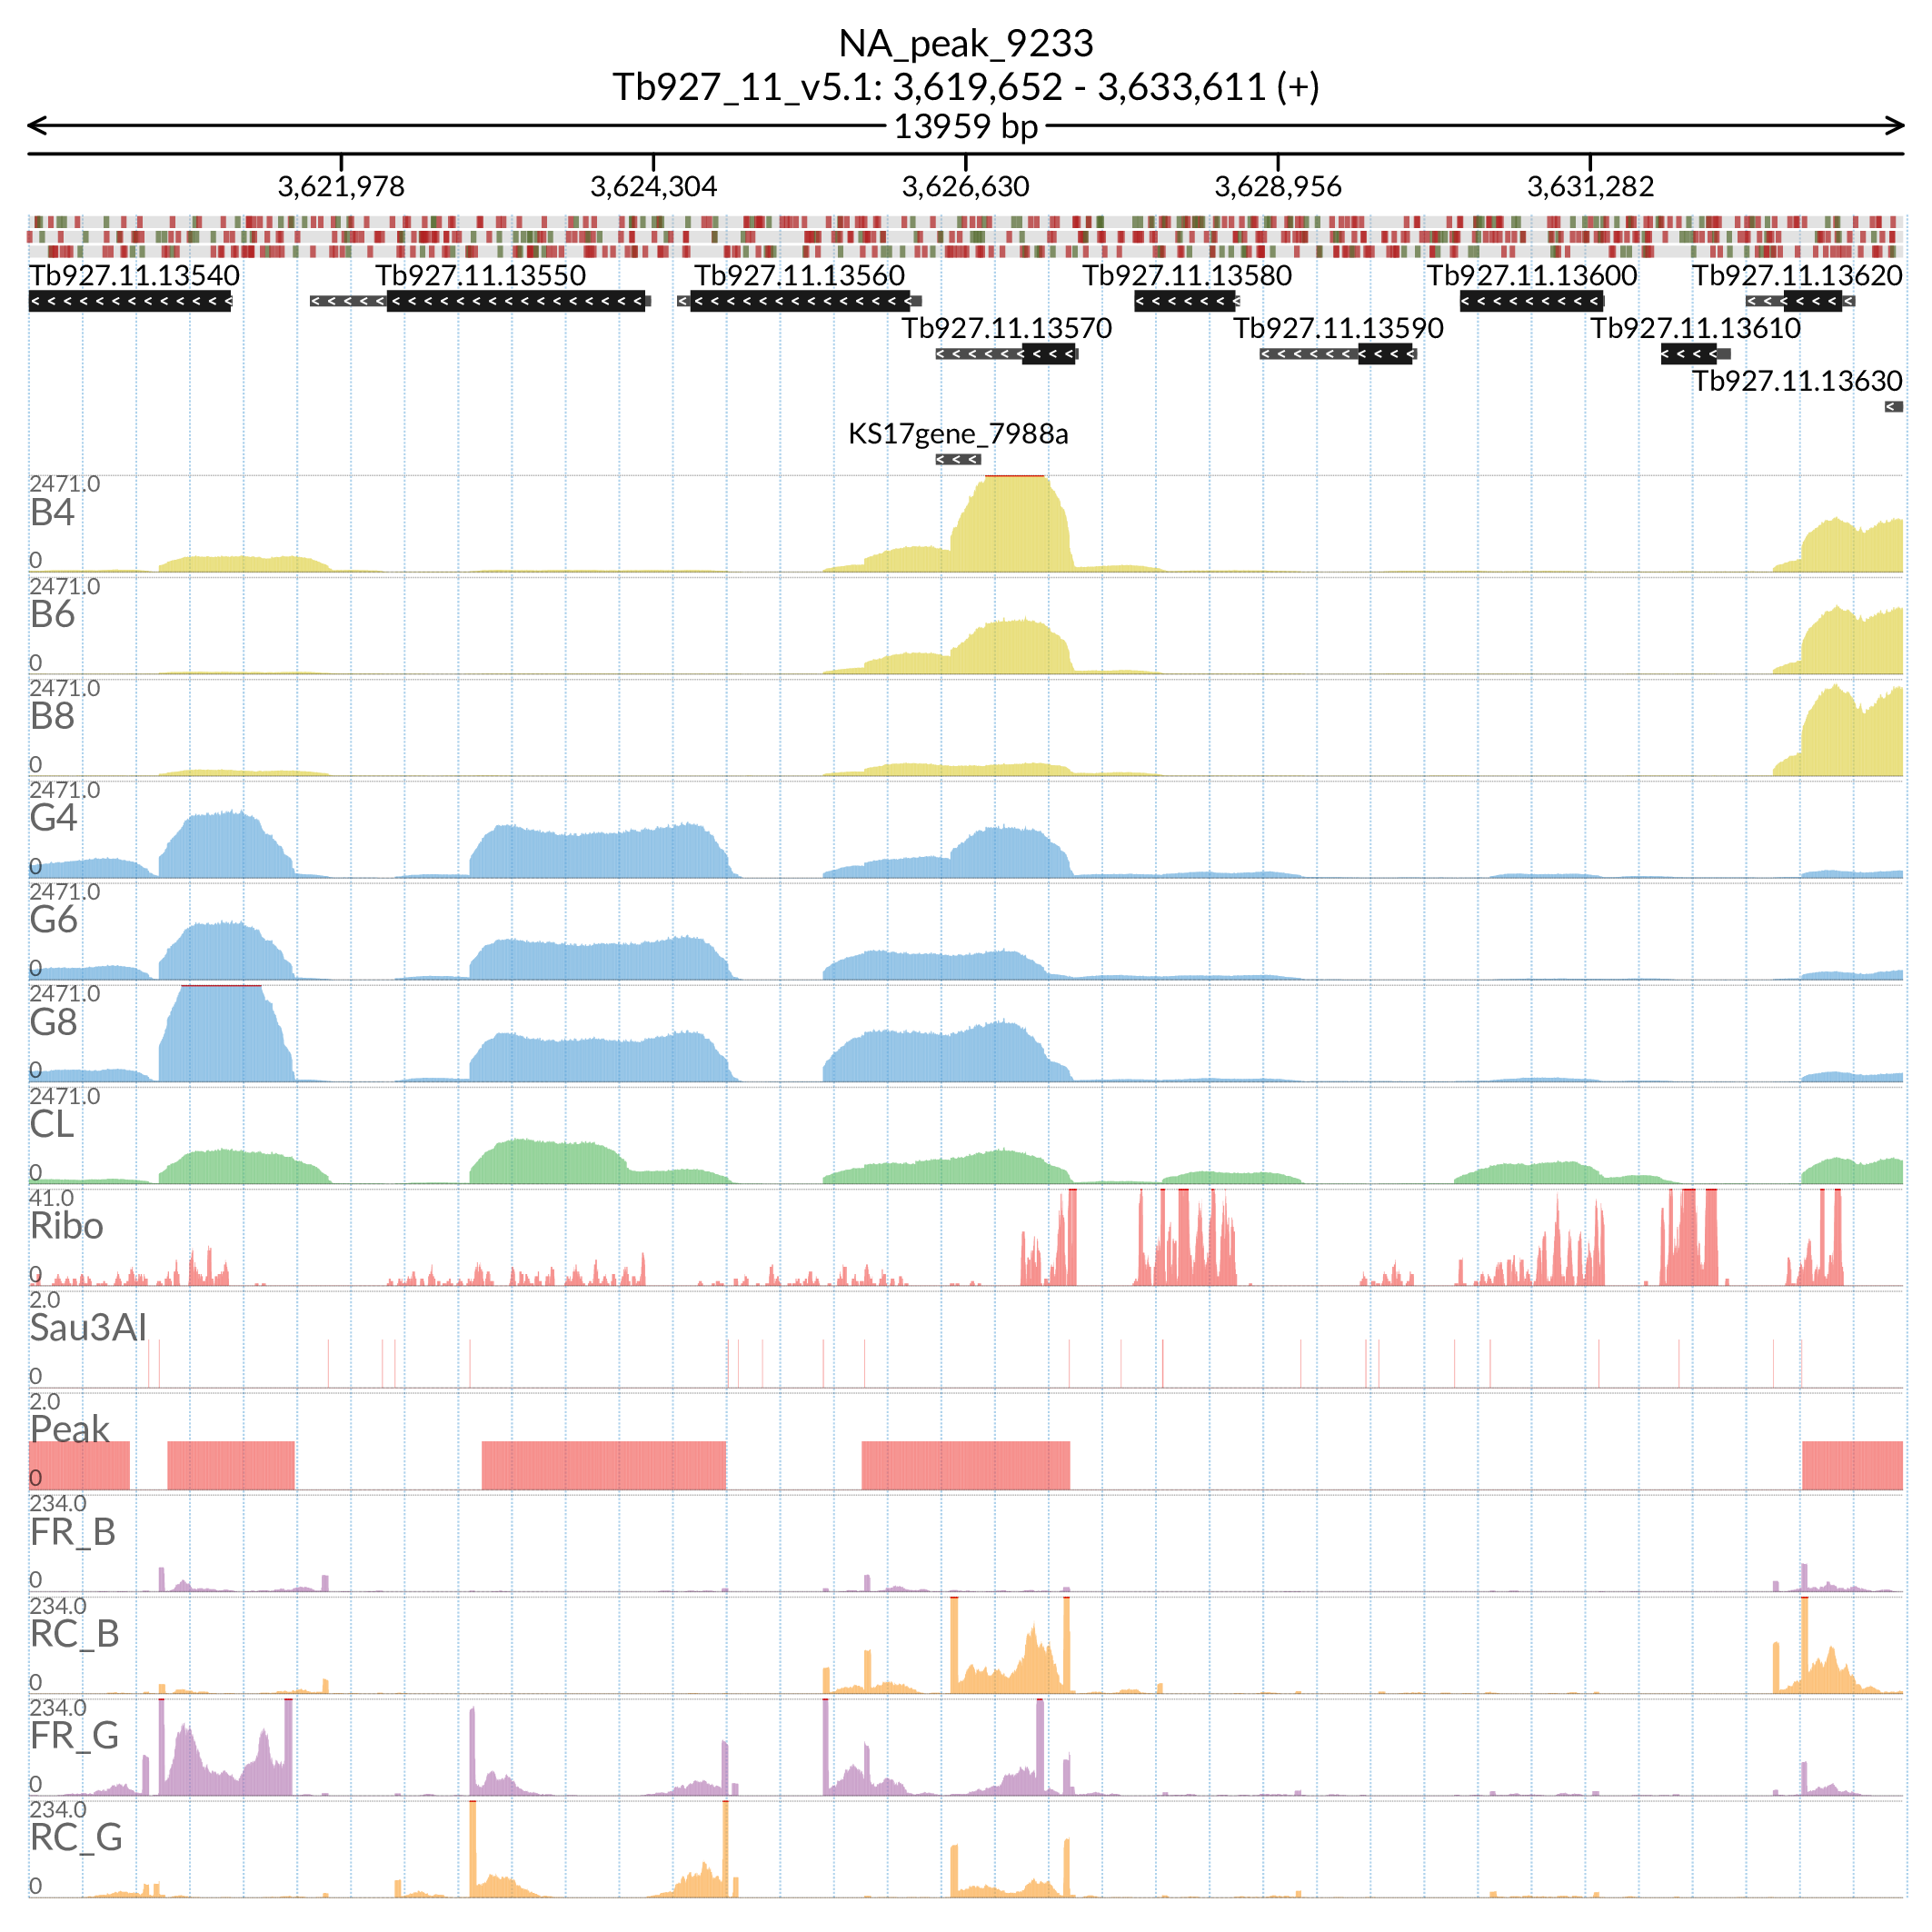 NA_peak_9233
Tb927_11_v5.1: 3,619,652 - 3,633,611 (+)
13959 bp
3,621,978 3,624,304 3,626,630 3,628,956 3,631,282
Tb927.11.13540 Tb927.11.13550 Tb927.11.13560 Tb927.11.13580 Tb927.11.13600 Tb927.11.13620
Tb927.11.13570 Tb927.11.13590 Tb927.11.13610
Tb927.11.13630
KS17gene_7988a
2471.0
B4
0
2471.0
B6
0
2471.0
B8
0
2471.0
G4
0
2471.0
G6
0
2471.0
G8
0
2471.0
CL
0
41.0
Ribo
0
2.0
Sau3AI
0
2.0
Peak
0
234.0
FR_B
0
234.0
RC_B
0
234.0
FR_G
0
234.0
RC_G
0